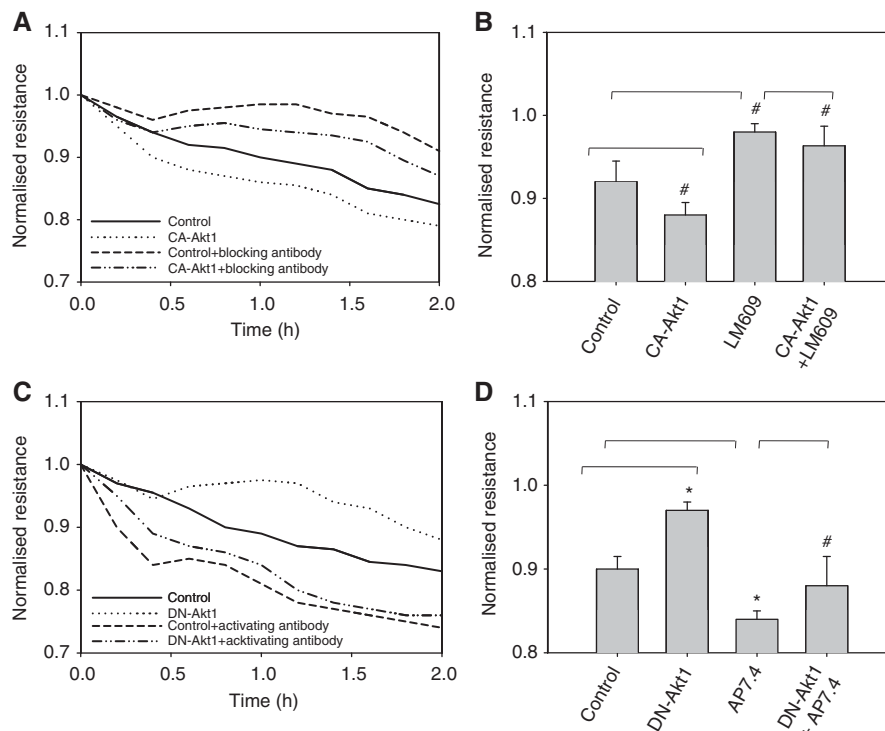 A
Normalised resistance
1.1
1.0
0.9
0.8
0.7
Control
CA-Akt1
Control+blocking antibody
CA-Akt1+blocking antibody
0.0 0.5 1.0 1.5 2.0
Time (h)
B
Normalised resistance
1.1
1.0
0.9
0.8
#
#
#
Control
CA-Akt1
LM609
CA-Akt1
+LM609
C
Normalised resistance
1.1
1.0
0.9
0.8
0.7
Control
DN-Akt1
Control+activating antibody
DN-Akt1+acktivating antibody
0.0 0.5 1.0 1.5 2.0
Time (h)
D
Normalised resistance
1.1
1.0
0.9
0.8
*
*
#
Control
DN-Akt1
AP7.4
DN-Akt1
+ AP7.4